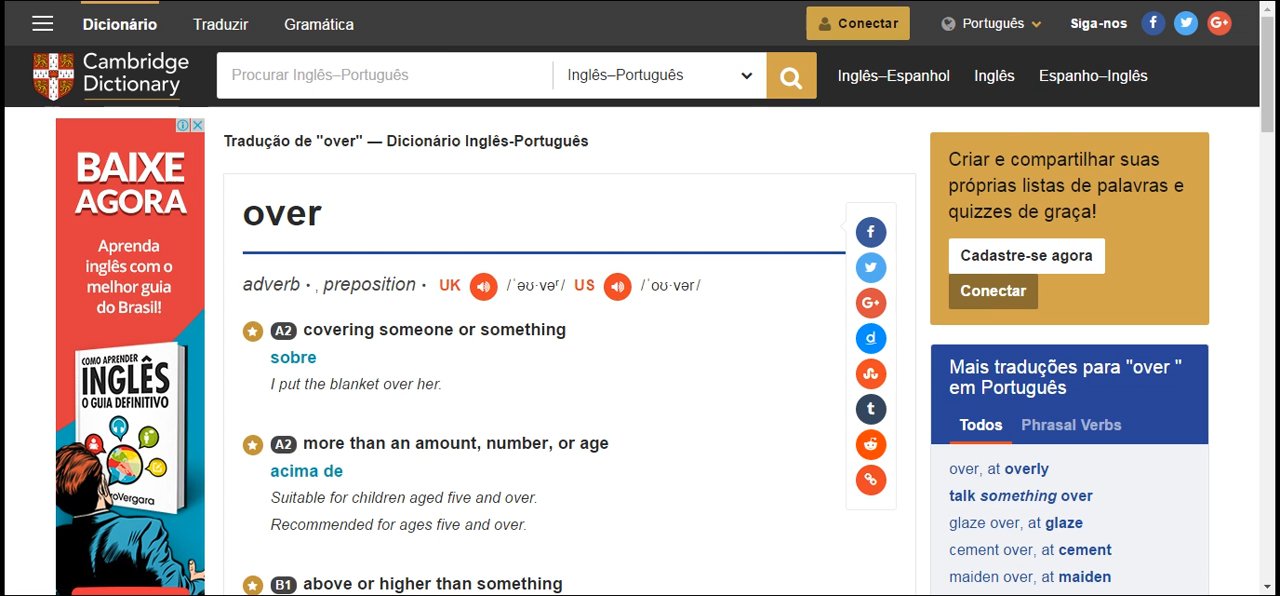 Dicionário Traduzir Gramática Conectar Português Siga-nos
Cambridge Dictionary
Procurar Inglês–Português Inglês–Português Inglês–Espanhol Inglês Espanho–Inglês
BAIXE
AGORA
Aprenda
inglês com o
melhor guia
do Brasil!
COMO APRENDER
INGLÊS
O GUIA DEFINITIVO
roVergara
Tradução de "over" — Dicionário Inglês-Português
over
adverb · , preposition · UK /ˈəʊ·vəʳ/ US /ˈoʊ·vər/
A2 covering someone or something
sobre
I put the blanket over her.
A2 more than an amount, number, or age
acima de
Suitable for children aged five and over.
Recommended for ages five and over.
B1 above or higher than something
Criar e compartilhar suas
próprias listas de palavras e
quizzes de graça!
Cadastre-se agora
Conectar
Mais traduções para "over "
em Português
Todos Phrasal Verbs
over, at overly
talk something over
glaze over, at glaze
cement over, at cement
maiden over, at maiden